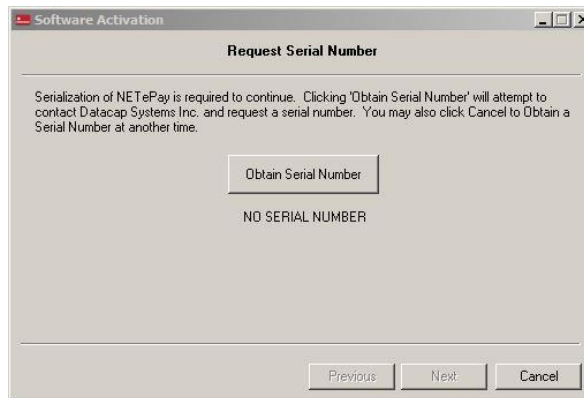 Software Activation
Request Serial Number
Serialization of NETePay is required to continue. Clicking 'Obtain Serial Number' will attempt to
contact Datacap Systems Inc. and request a serial number. You may also click Cancel to Obtain a
Serial Number at another time.
Obtain Serial Number
NO SERIAL NUMBER
Previous Next Cancel